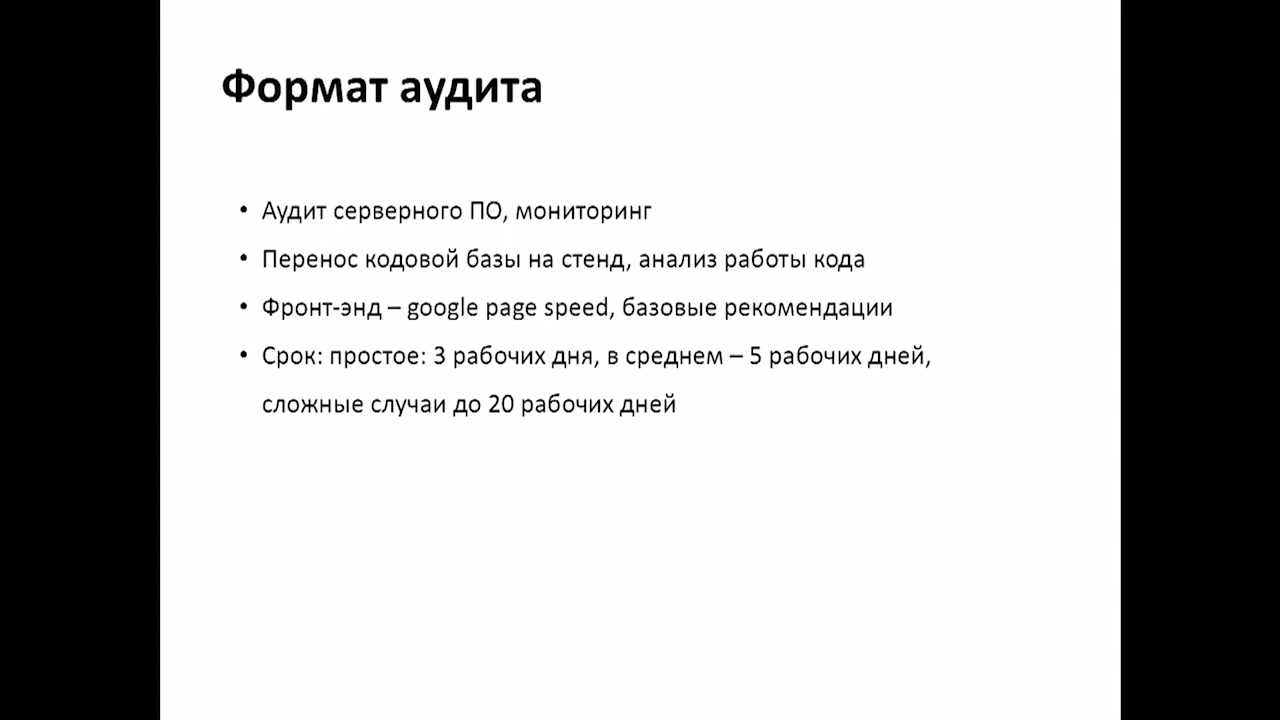 Формат аудита
• Аудит серверного ПО, мониторинг
• Перенос кодовой базы на стенд, анализ работы кода
• Фронт-энд – google page speed, базовые рекомендации
• Срок: простое: 3 рабочих дня, в среднем – 5 рабочих дней,
сложные случаи до 20 рабочих дней